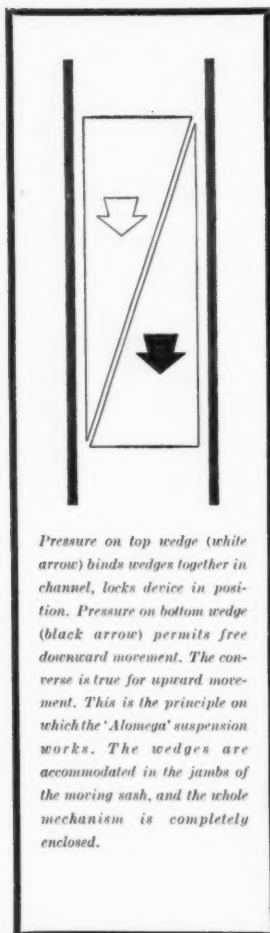 Pressure on top wedge (white
arrow) binds wedges together in
channel, locks device in posi-
tion. Pressure on bottom wedge
(black arrow) permits free
downward movement. The con-
verse is true for upward move-
ment. This is the principle on
which the ‘Alomega’ suspension
works. The wedges are
accommodated in the jambs of
the moving sash, and the whole
mechanism is completely
enclosed.